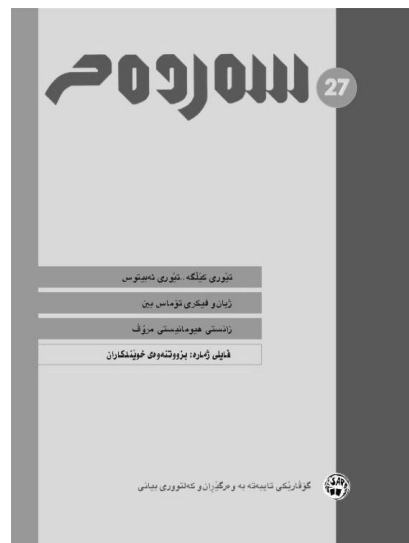 سەردەم
27
تیۆری کێڵگە..تیۆری ئەبیتوس
ژیان و فیکری تۆماس پین
زانستی هیومانیستی مرۆڤ
فایلی ژمارە: بزووتنەوەی خوێندکاران
گۆڤارێکی تایبەتە بە وەرگێڕان و کەلتووری بیانی